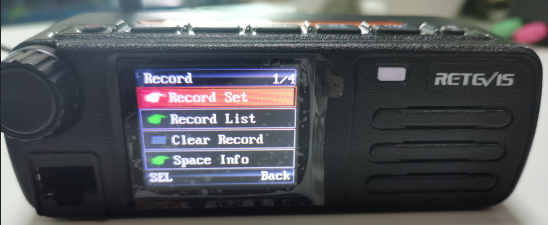 Record 1/4
Record Set
Record List
Clear Record
Space Info
SEL Back
RETEVIS